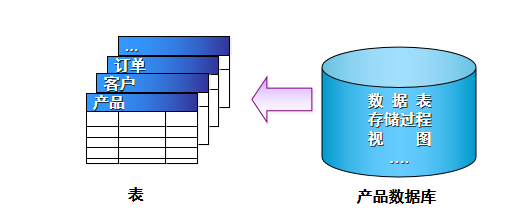 ...
订单
客户
产品
表
数 据 表
存储过程
视 图
....
产品数据库